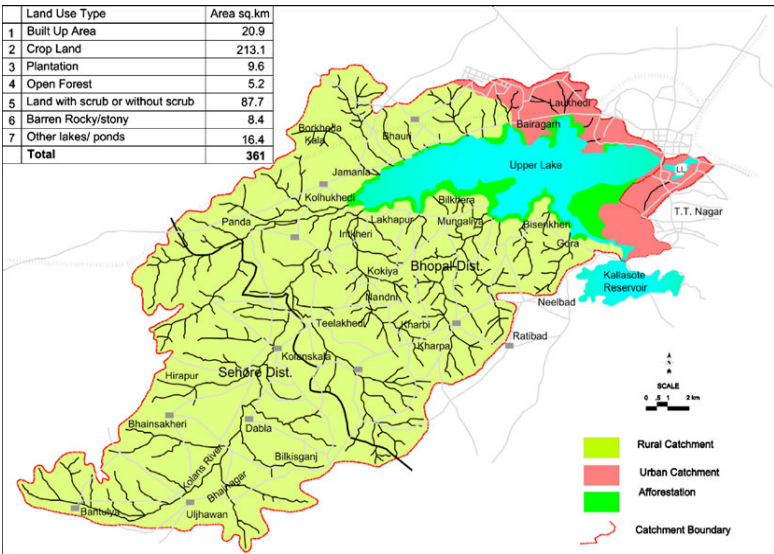 Land Use Type Area sq.km
1 Built Up Area 20.9
2 Crop Land 213.1
3 Plantation 9.6
4 Open Forest 5.2
5 Land with scrub or without scrub 87.7
6 Barren Rocky/stony 8.4
7 Other lakes/ ponds 16.4
Total 361
Laukhedi
Bairagarh
Borkheda
Kala
Bhauri
Upper Lake
LL
Jamania
Kolhukhedi
Bilkhera
T.T. Nagar
Panda
Lakhapur
Mungaliya
Bisenkheri
Intkheri
Gora
Kokiya
Bhopal Dist.
Kallasote
Reservoir
Nandni
Neelbad
Teelakhedi
Kharbi
Ratibad
Kharpa
Kolanskala
Sehore Dist.
Hirapur
Bhainsakheri
Dabla
Bilkisganj
Kolans River
Bhalnagar
Bantulya
Uljhawan
N
SCALE
0 .5 1 2 km
Rural Catchment
Urban Catchment
Afforestation
Catchment Boundary